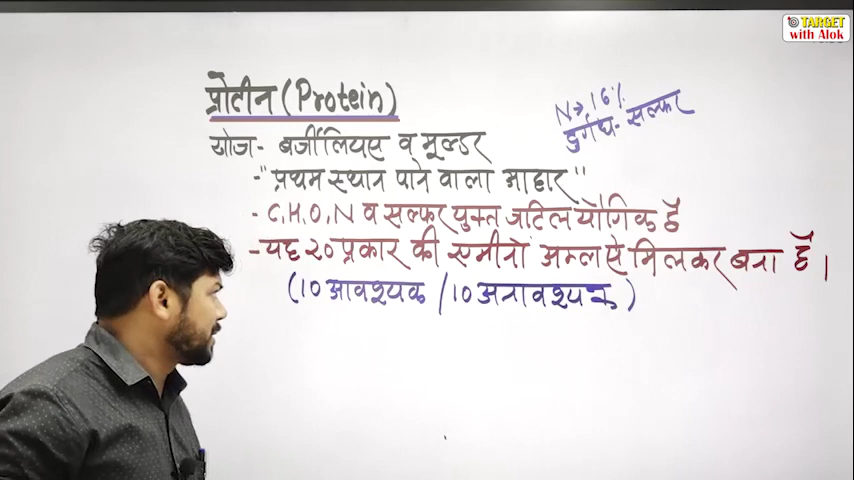 TARGET
with Alok
प्रोटीन (Protein)
N → 16%
दुर्गंध - सल्फर
खोज - बर्जीलियस व मूल्डर
- "प्रथम स्थान पाने वाला आहार"
- C, H, O, N व सल्फर युक्त जटिल यौगिक है
- यह 20 प्रकार की एमीनो अम्ल से मिलकर बना है।
(10 आवश्यक / 10 अनावश्यक)